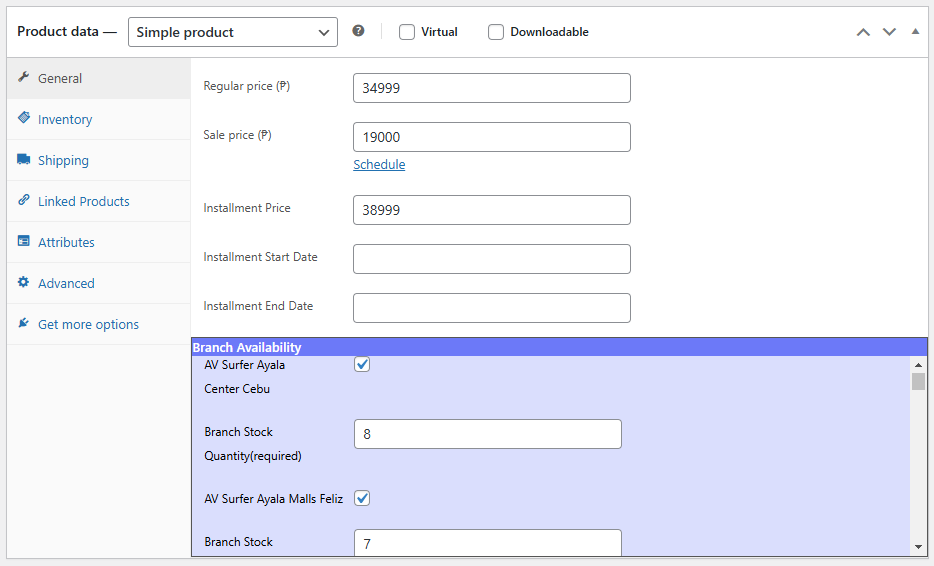 Product data — Simple product Virtual Downloadable
General
Inventory
Shipping
Linked Products
Attributes
Advanced
Get more options
Regular price (₱) 34999
Sale price (₱) 19000
Schedule
Installment Price 38999
Installment Start Date
Installment End Date
Branch Availability
AV Surfer Ayala
Center Cebu
Branch Stock 8
Quantity(required)
AV Surfer Ayala Malls Feliz
Branch Stock 7